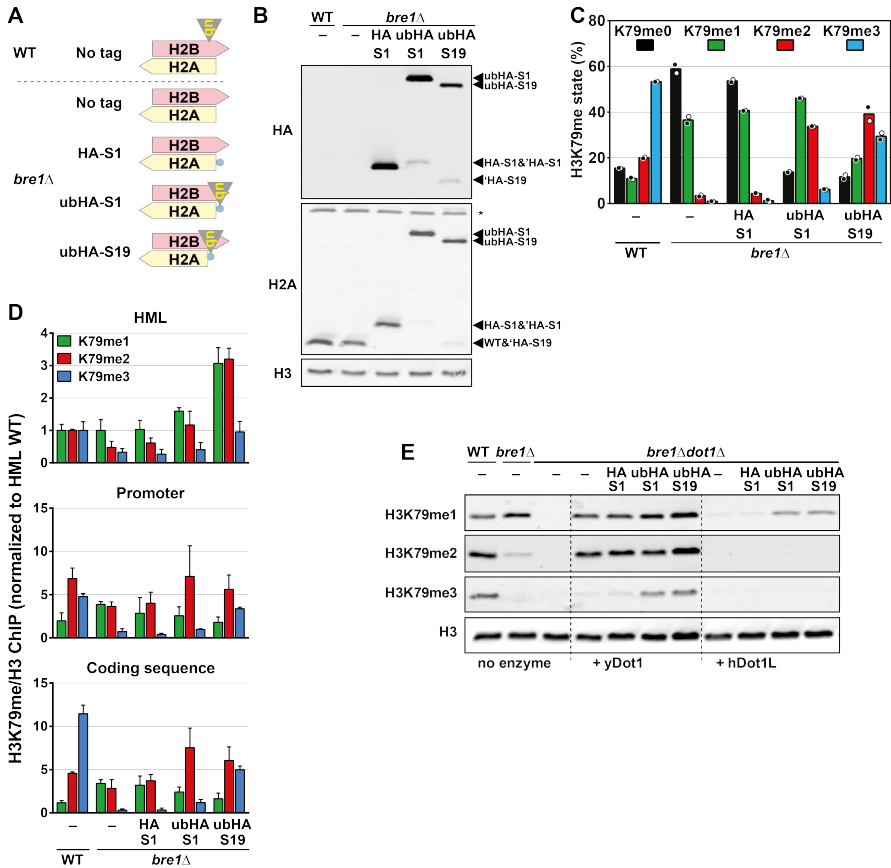 A
ub
WT
No tag
H2B
H2A
No tag
H2B
H2A
HA-S1
H2B
H2A
bre1Δ
ub
ubHA-S1
H2B
H2A
ub
ubHA-S19
H2B
H2A
B
WT bre1Δ
HA ubHA ubHA
– – S1 S1 S19
HA
ubHA-S1
ubHA-S19
HA-S1&'HA-S1
'HA-S19
H2A
*
ubHA-S1
ubHA-S19
HA-S1&'HA-S1
WT&'HA-S19
H3
C
K79me0 K79me1 K79me2 K79me3
H3K79me state (%)
80
60
40
20
0
– – HA ubHA ubHA
S1 S1 S19
WT bre1Δ
D
H3K79me/H3 ChIP (normalized to HML WT)
HML
K79me1
K79me2
K79me3
4
3
2
1
0
Promoter
15
10
5
0
Coding sequence
15
10
5
0
– – HA ubHA ubHA
S1 S1 S19
WT bre1Δ
E
WT bre1Δ bre1Δdot1Δ
HA ubHA ubHA HA ubHA ubHA
– – – – S1 S1 S19 – S1 S1 S19
H3K79me1
H3K79me2
H3K79me3
H3
no enzyme + yDot1 + hDot1L